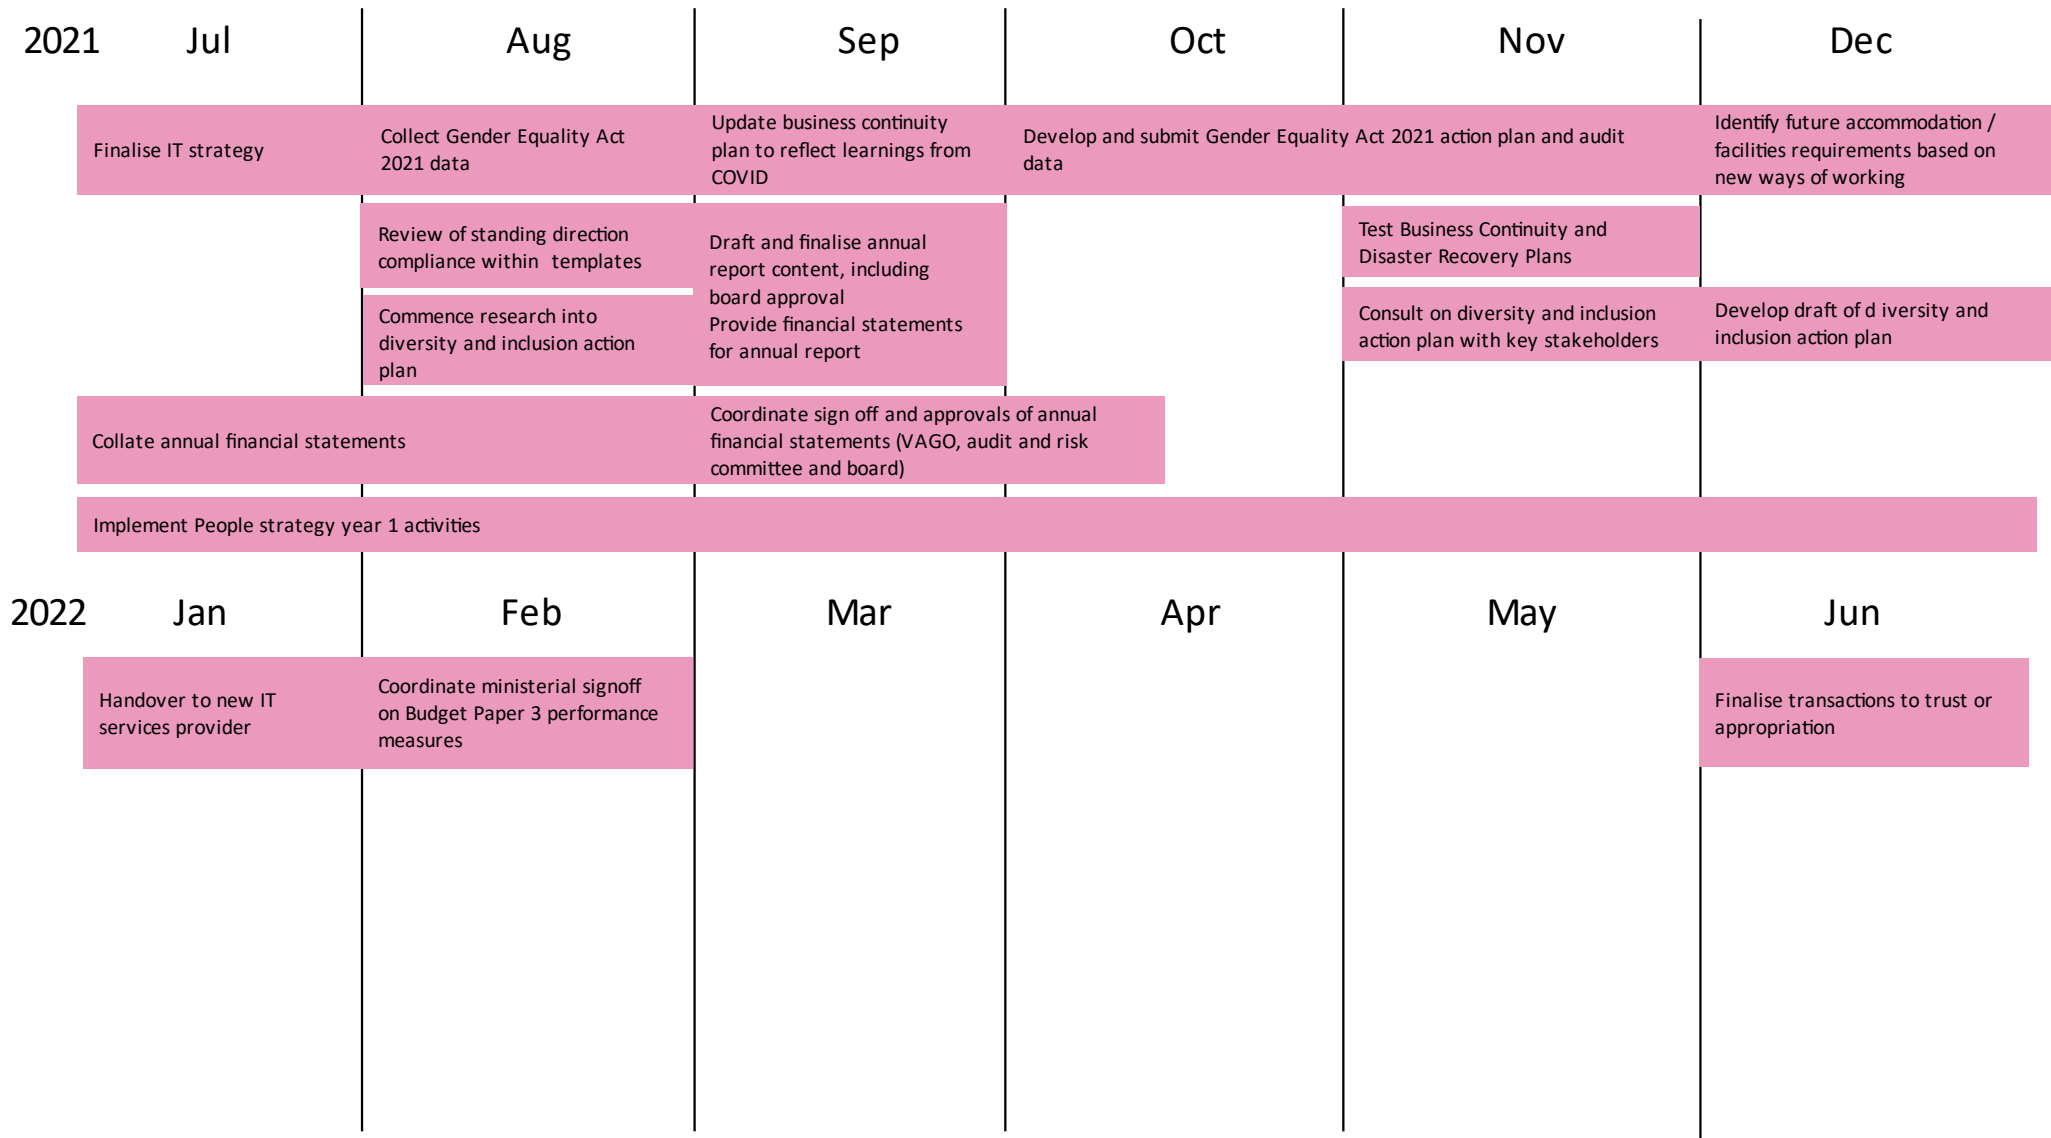 2021 Jul Aug Sep Oct Nov Dec
Finalise IT strategy
Collect Gender Equality Act
2021 data
Update business continuity
plan to reflect learnings from
COVID
Develop and submit Gender Equality Act 2021 action plan and audit
data
Identify future accommodation /
facilities requirements based on
new ways of working
Review of standing direction
compliance within templates
Draft and finalise annual
report content, including
board approval
Provide financial statements
for annual report
Test Business Continuity and
Disaster Recovery Plans
Commence research into
diversity and inclusion action
plan
Consult on diversity and inclusion
action plan with key stakeholders
Develop draft of d iversity and
inclusion action plan
Collate annual financial statements
Coordinate sign off and approvals of annual
financial statements (VAGO, audit and risk
committee and board)
Implement People strategy year 1 activities
2022 Jan Feb Mar Apr May Jun
Handover to new IT
services provider
Coordinate ministerial signoff
on Budget Paper 3 performance
measures
Finalise transactions to trust or
appropriation